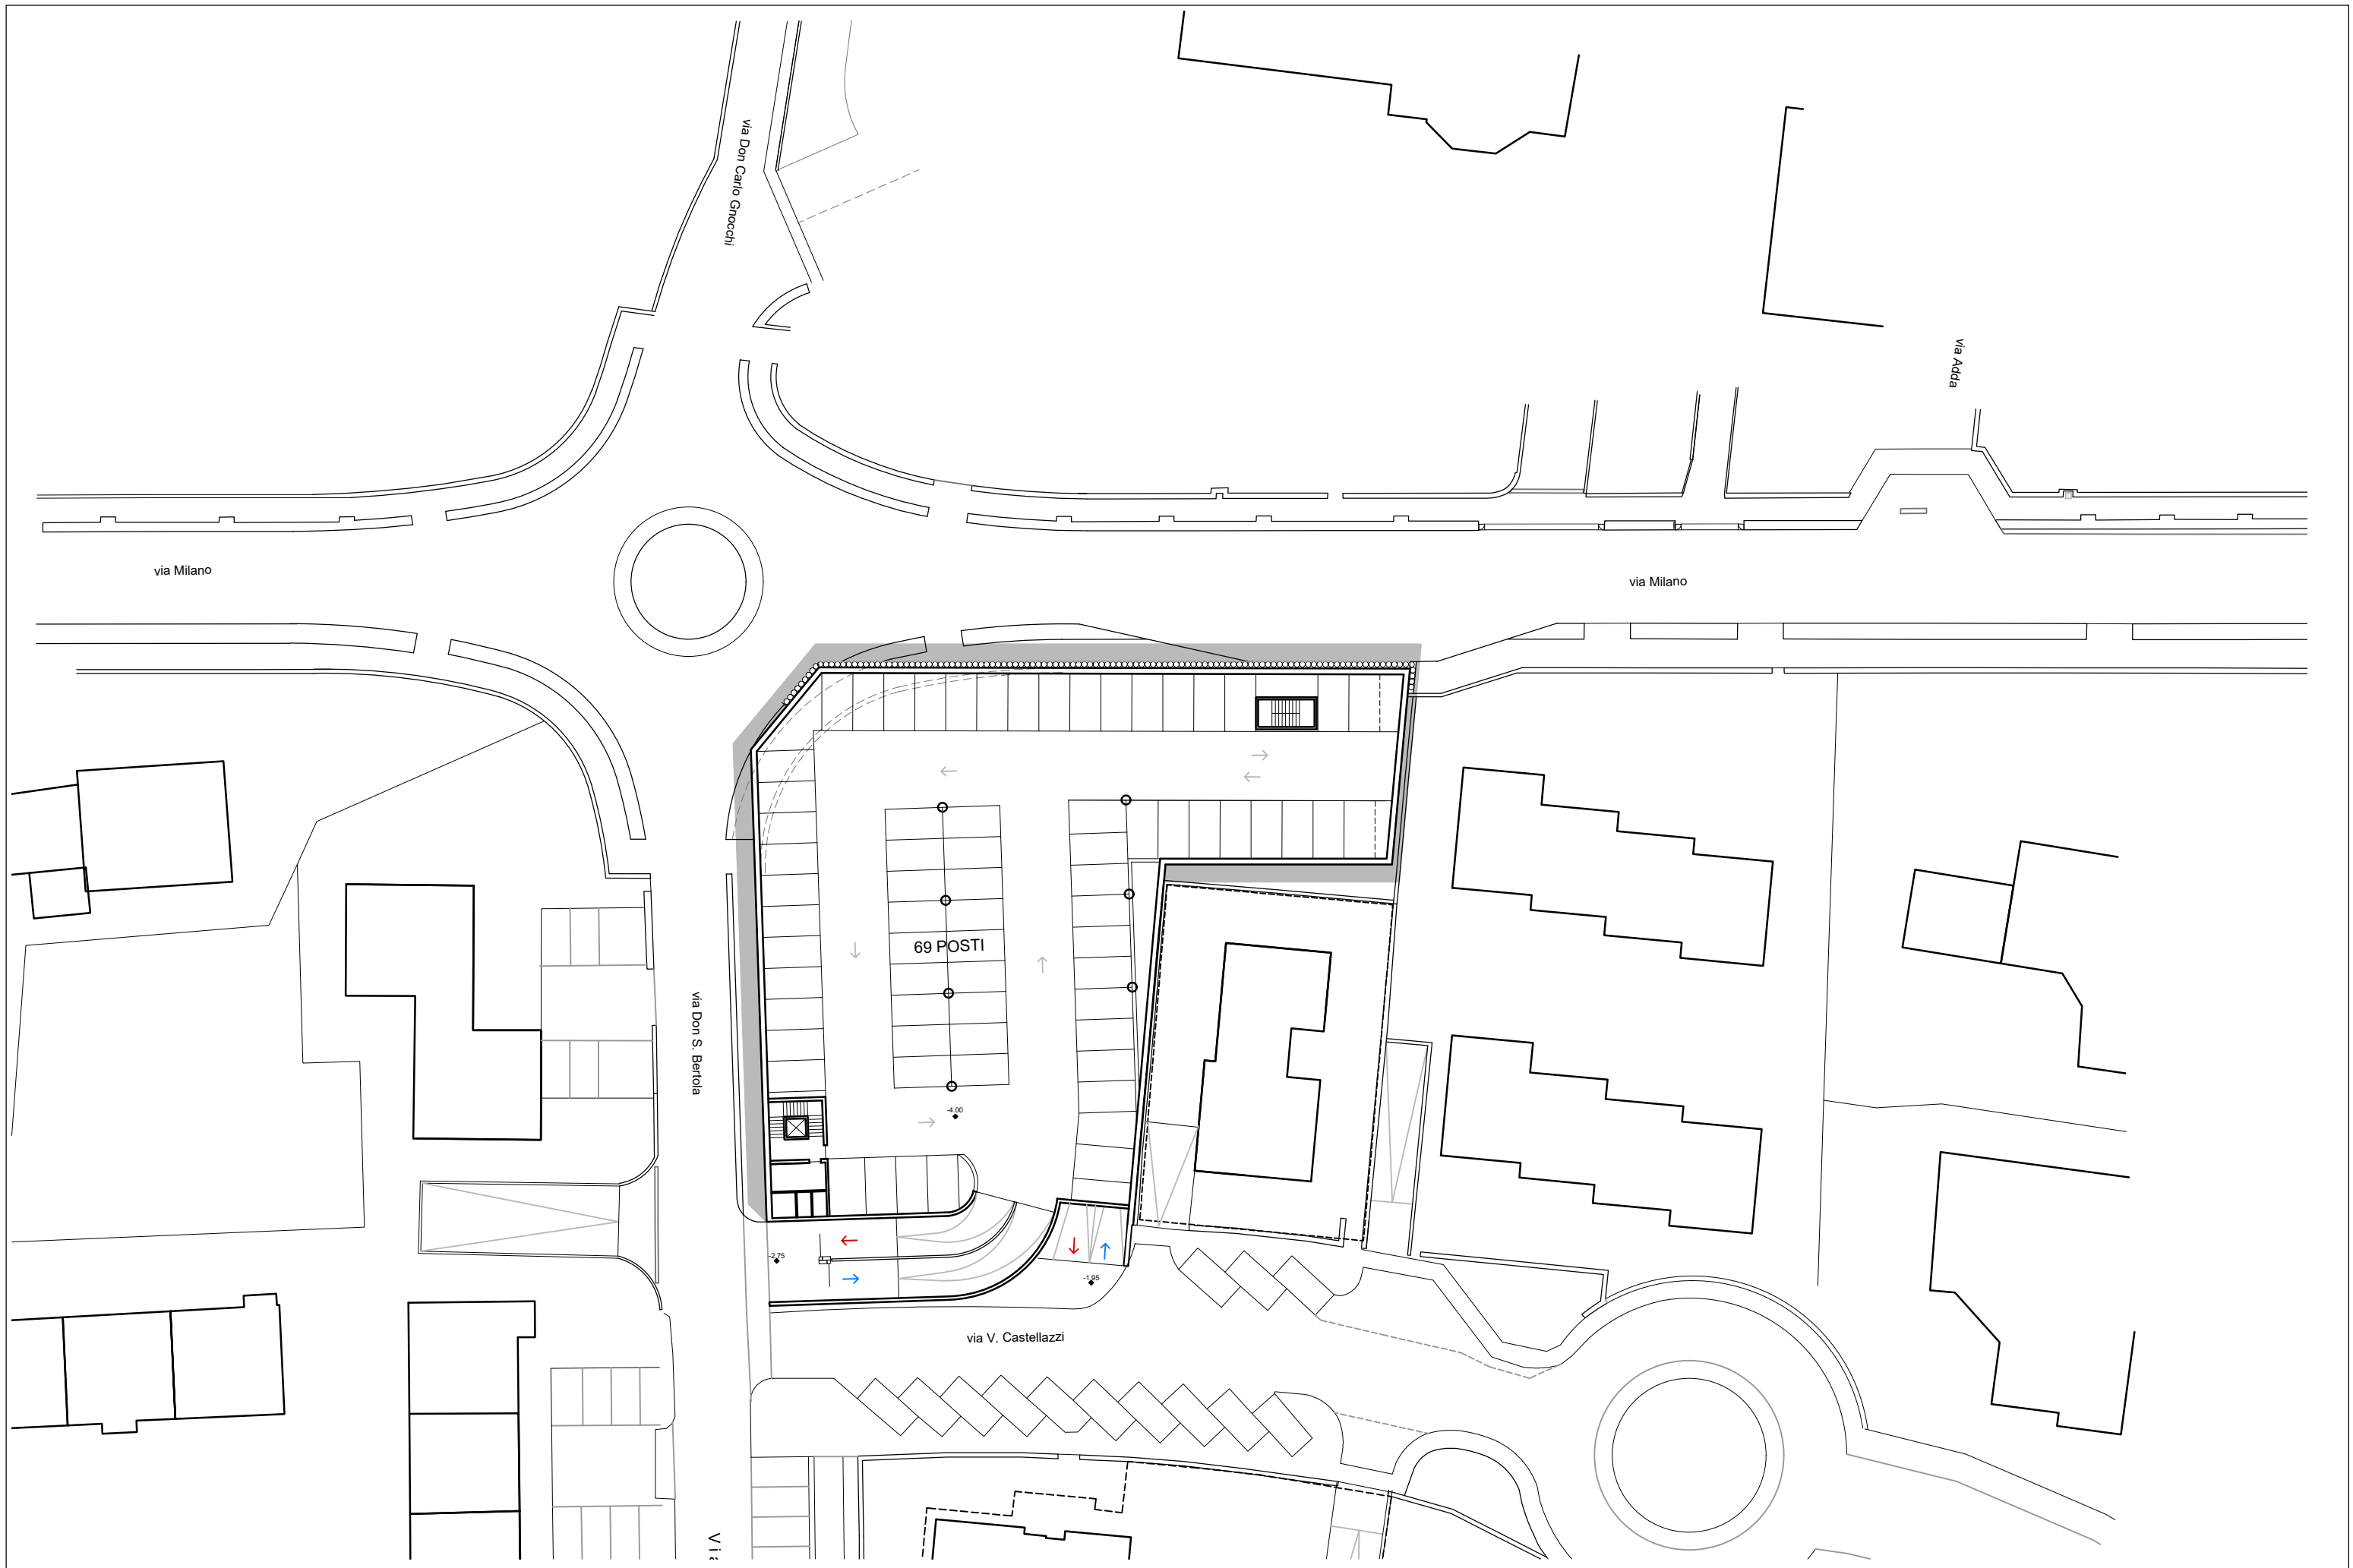 via Don Carlo Gnocchi
via Adda
via Milano
via Milano
69 POSTI
via Don S. Bertola
-4.00
-2.75
-1.95
via V. Castellazzi
Via